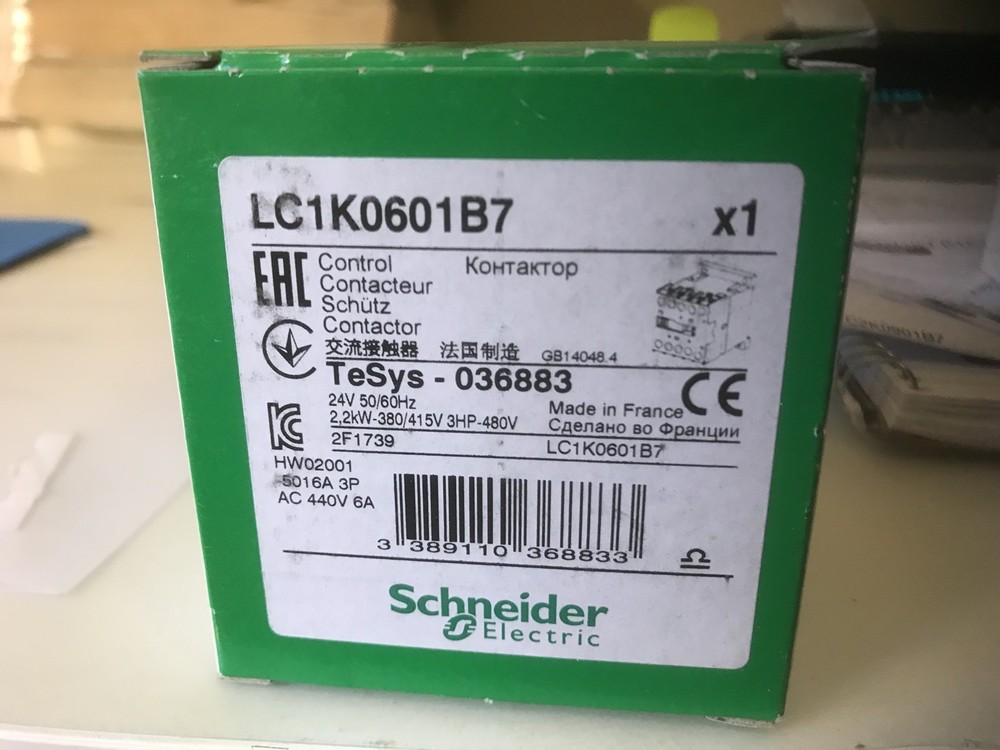 LC1K0601B7 x1
EAC Control Контактор
Contacteur
Schütz
Contactor
交流接触器 法国制造 GB14048.4
TeSys - 036883 CE
24V 50/60Hz
2,2kW-380/415V 3HP-480V
Made in France
Сделано во Франции
2F1739 LC1K0601B7
HW02001
-5016A 3P
AC 440V 6A
3 389110 368833
Schneider
Electric